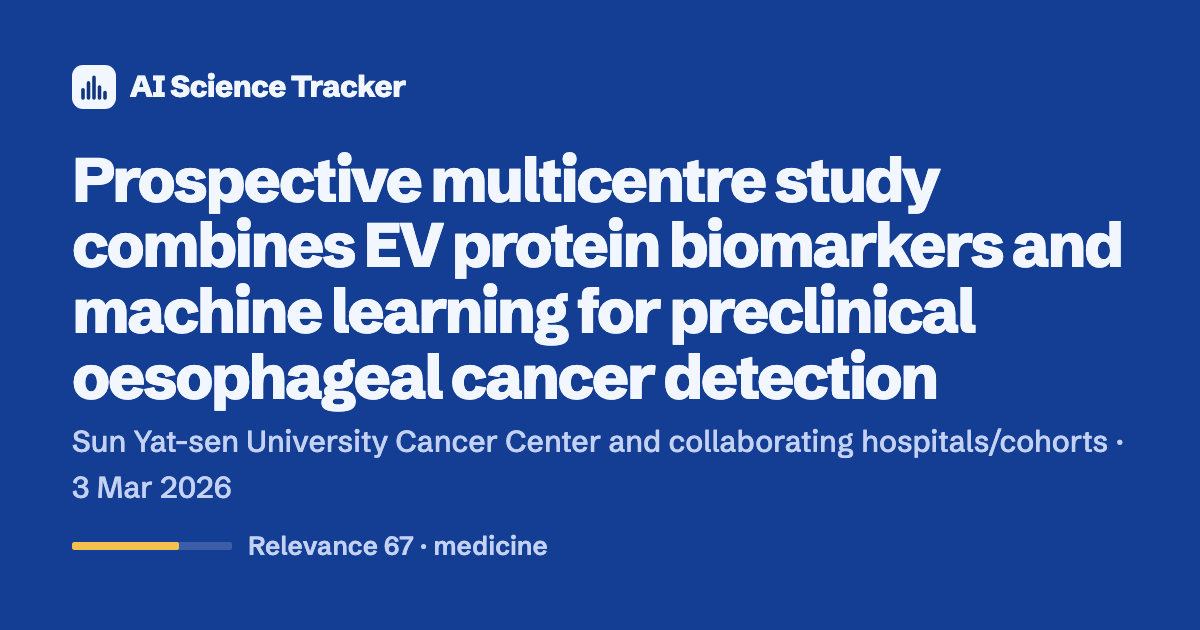 AI Science Tracker
Prospective multicentre study
combines EV protein biomarkers and
machine learning for preclinical
oesophageal cancer detection
Sun Yat-sen University Cancer Center and collaborating hospitals/cohorts ·
3 Mar 2026
Relevance 67 · medicine